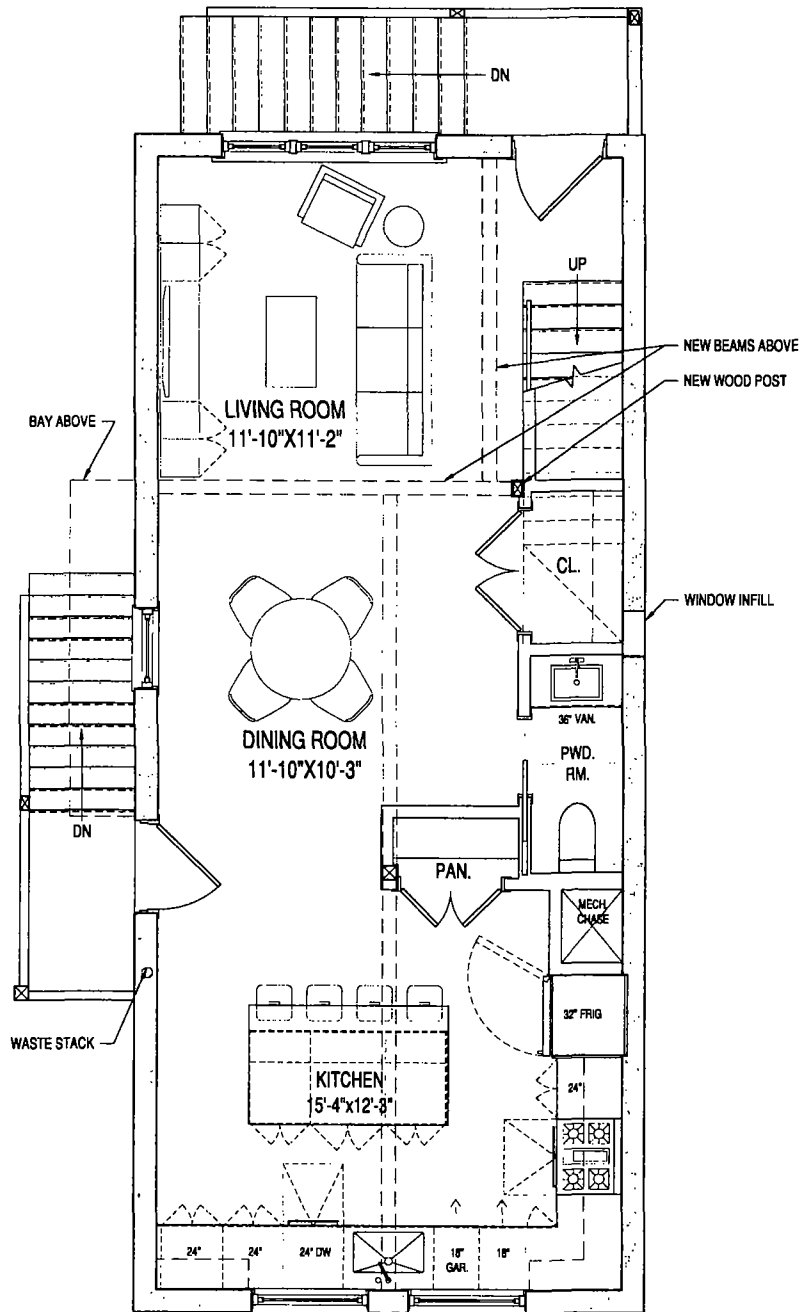 DN
UP
NEW BEAMS ABOVE
NEW WOOD POST
LIVING ROOM
11'-10"X11'-2"
BAY ABOVE
CL.
WINDOW INFILL
36" VAN.
DINING ROOM
11'-10"X10'-3"
PWD.
RM.
DN
PAN.
MECH.
CHASE
32" FRIG
WASTE STACK
KITCHEN
15'-4"x12'-3"
24"
24"
24"
24" DW
18"
GAR.
18"